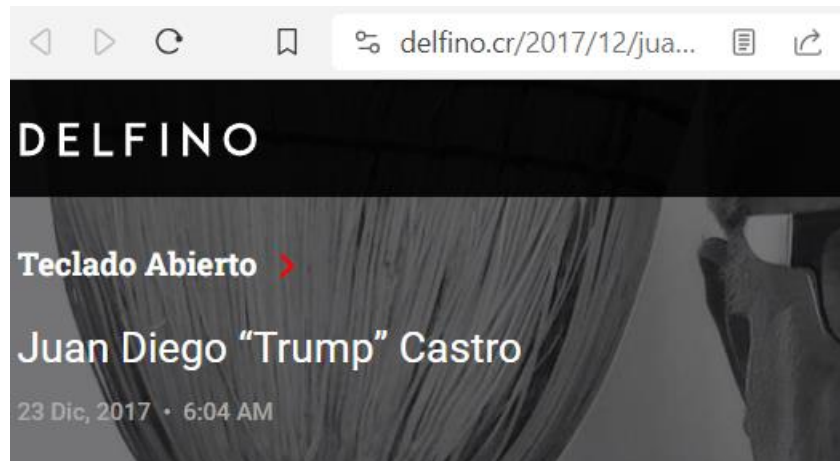 delfino.cr/2017/12/jua...
DELFINO
Teclado Abierto
Juan Diego “Trump” Castro
23 Dic, 2017 • 6:04 AM